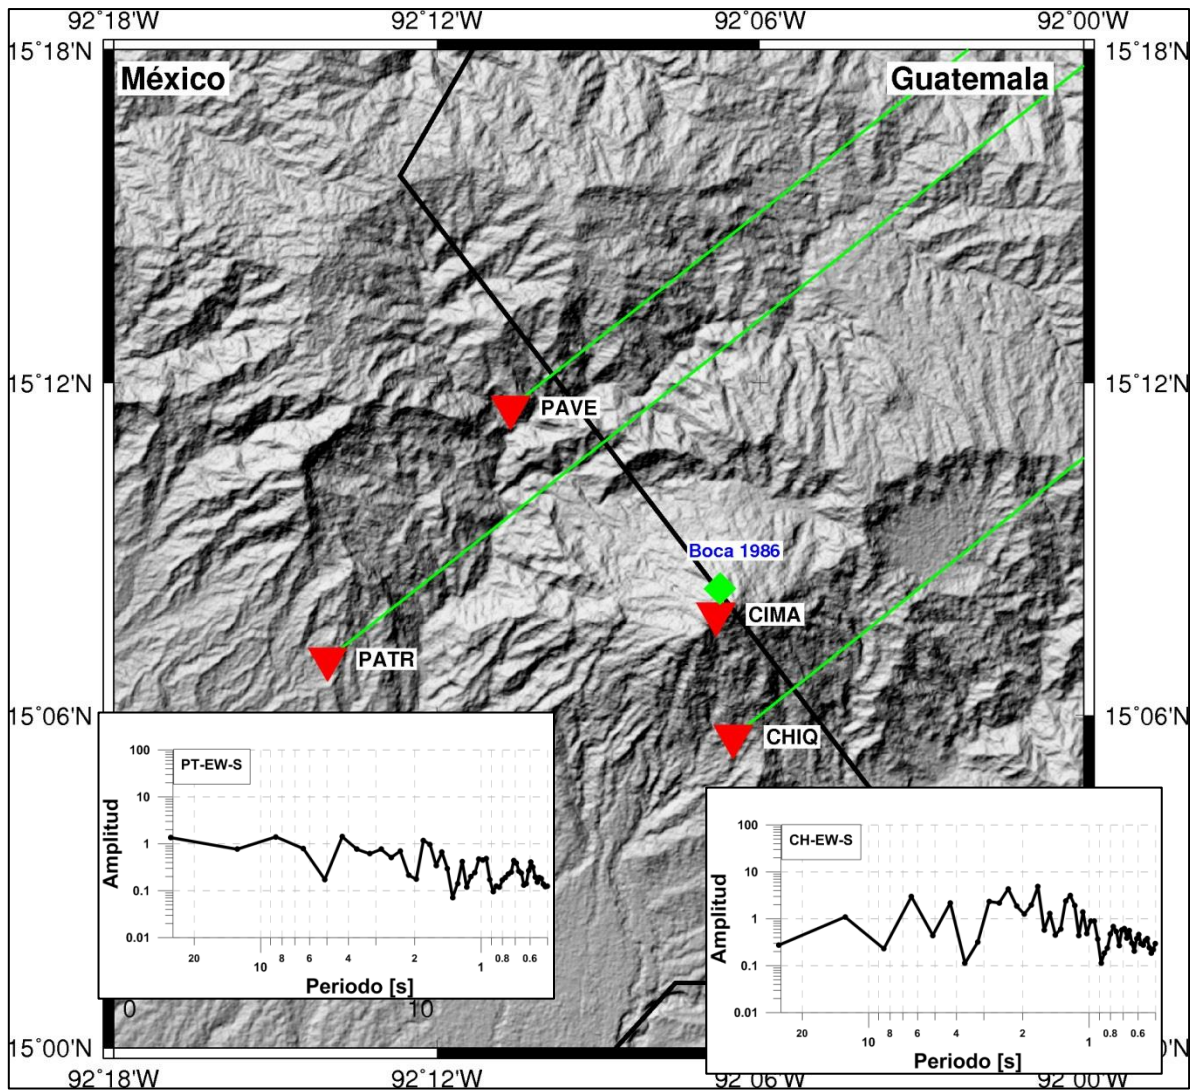 92˚18'W 92˚12'W 92˚06'W 92˚00'W
15˚18'N 15˚18'N
México Guatemala
15˚12'N 15˚12'N
PAVE
Boca 1986
CIMA
PATR
15˚06'N 15˚06'N
CHIQ
PT-EW-S
Amplitud
100
10
1
0.1
0.01
20 10 8 6 4 2 1 0.8 0.6
Periodo [s]
CH-EW-S
Amplitud
100
10
1
0.1
0.01
20 10 8 6 4 2 1 0.8 0.6
Periodo [s]
0 10
15˚00'N 0'N
92˚18'W 92˚12'W 92˚06'W 92˚00'W